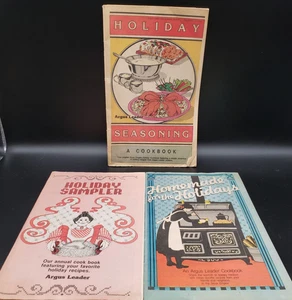 HOLIDAY
Argus Leader
SEASONING
A COOKBOOK
HOLIDAY
SAMPLER
Our annual cook book
featuring your favorite
holiday recipes.
Argus Leader
Homemade
for the
Holidays
An Argus Leader Cookbook